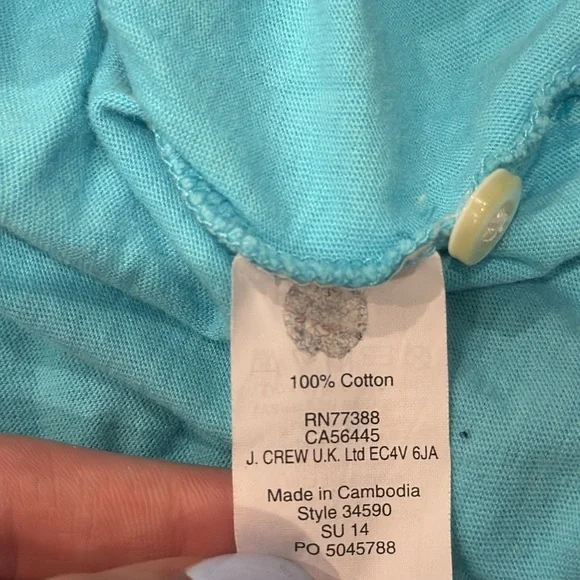 100% Cotton
RN77388
CA56445
J. CREW U.K. Ltd EC4V 6JA
Made in Cambodia
Style 34590
SU 14
PO 5045788